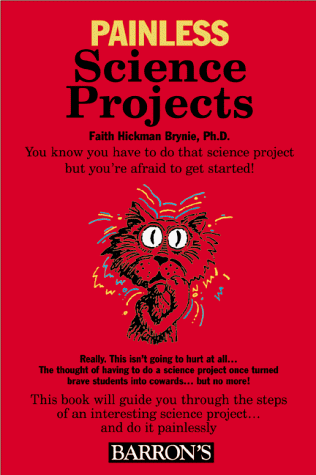 PAINLESS
Science
Projects
Faith Hickman Brynie, Ph.D.
You know you have to do that science project
but you're afraid to get started!
Really. This isn't going to hurt at all...
The thought of having to do a science project once turned
brave students into cowards... but no more!
This book will guide you through the steps
of an interesting science project...
and do it painlessly
BARRON'S